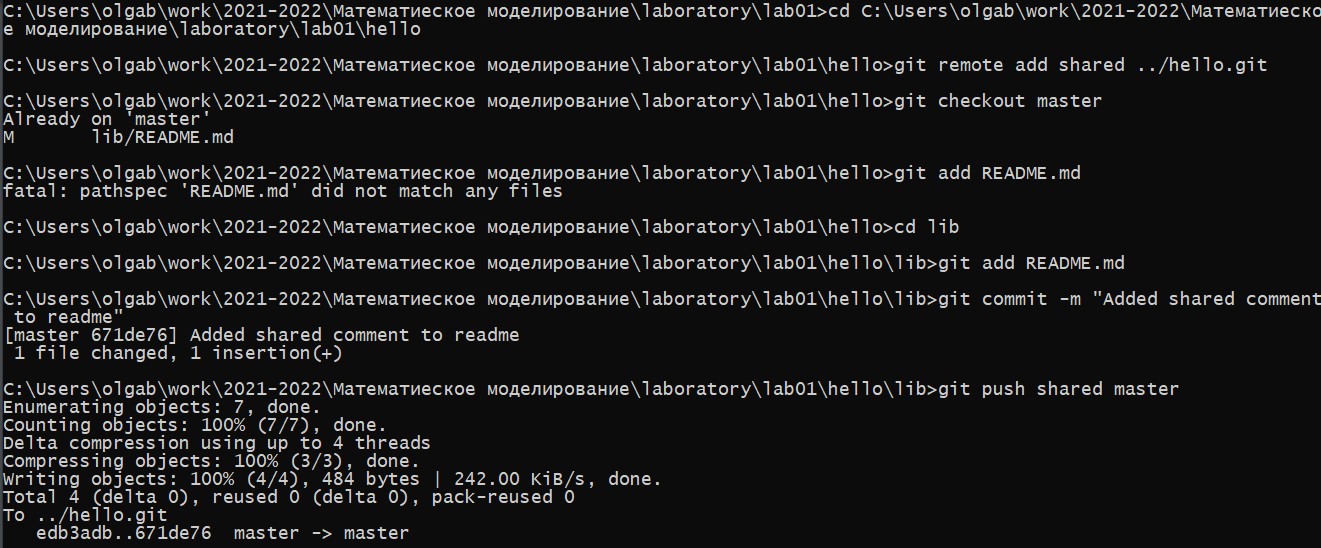 C:\Users\olgab\work\2021-2022\Математиеское моделирование\laboratory\lab01>cd C:\Users\olgab\work\2021-2022\Математиеско
е моделирование\laboratory\lab01\hello
C:\Users\olgab\work\2021-2022\Математиеское моделирование\laboratory\lab01\hello>git remote add shared ../hello.git
C:\Users\olgab\work\2021-2022\Математиеское моделирование\laboratory\lab01\hello>git checkout master
Already on 'master'
M       lib/README.md
C:\Users\olgab\work\2021-2022\Математиеское моделирование\laboratory\lab01\hello>git add README.md
fatal: pathspec 'README.md' did not match any files
C:\Users\olgab\work\2021-2022\Математиеское моделирование\laboratory\lab01\hello>cd lib
C:\Users\olgab\work\2021-2022\Математиеское моделирование\laboratory\lab01\hello\lib>git add README.md
C:\Users\olgab\work\2021-2022\Математиеское моделирование\laboratory\lab01\hello\lib>git commit -m "Added shared comment
 to readme"
[master 671de76] Added shared comment to readme
 1 file changed, 1 insertion(+)
C:\Users\olgab\work\2021-2022\Математиеское моделирование\laboratory\lab01\hello\lib>git push shared master
Enumerating objects: 7, done.
Counting objects: 100% (7/7), done.
Delta compression using up to 4 threads
Compressing objects: 100% (3/3), done.
Writing objects: 100% (4/4), 484 bytes | 242.00 KiB/s, done.
Total 4 (delta 0), reused 0 (delta 0), pack-reused 0
To ../hello.git
   edb3adb..671de76  master -> master